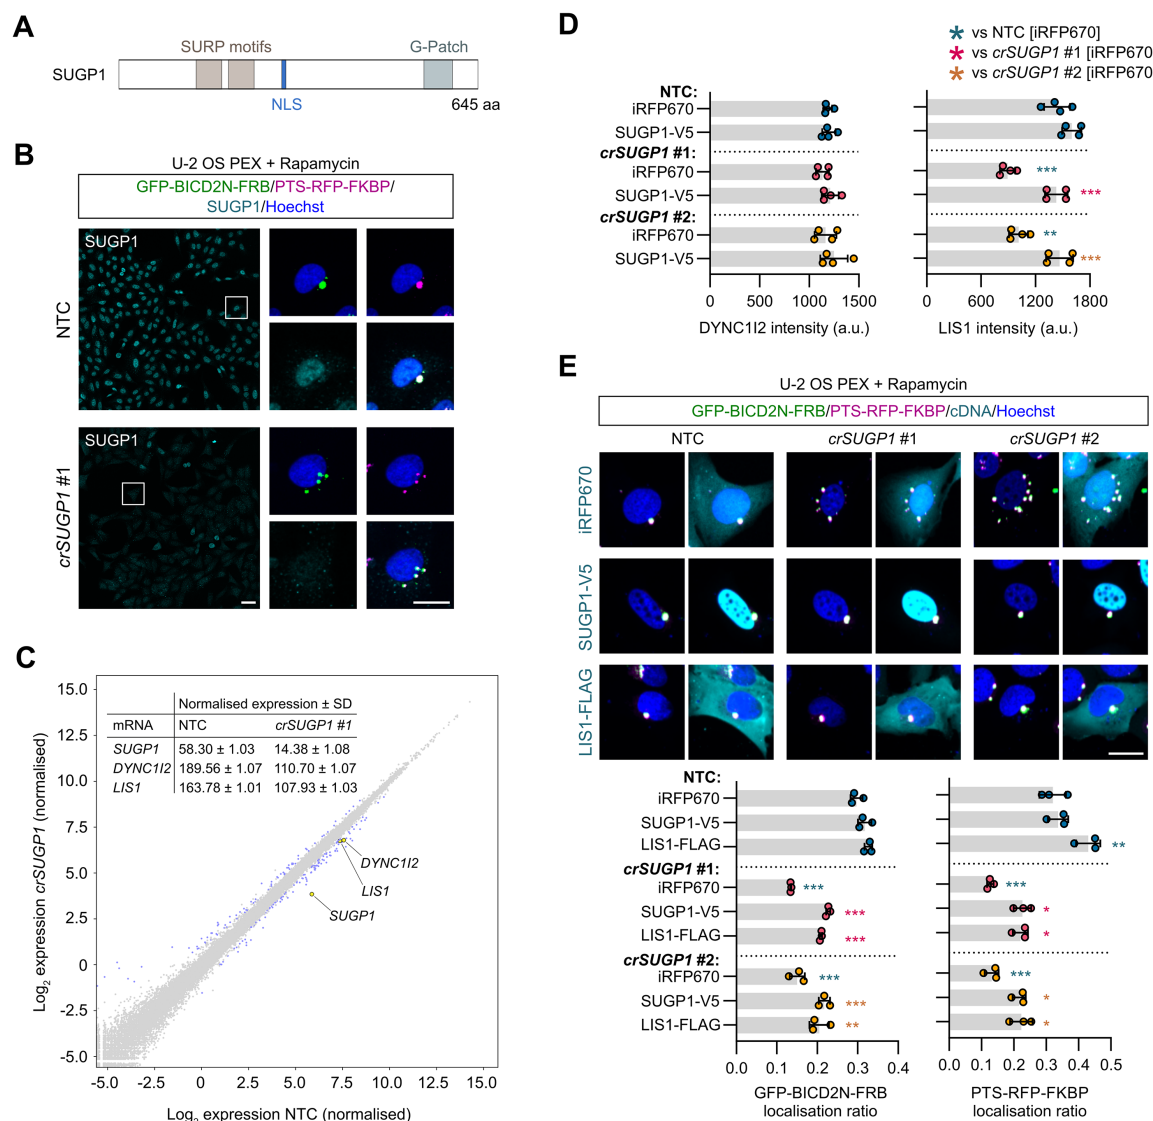 A
SURP motifs
G-Patch
SUGP1
NLS
645 aa
B
U-2 OS PEX + Rapamycin
GFP-BICD2N-FRB/PTS-RFP-FKBP/
SUGP1/Hoechst
NTC
SUGP1
crSUGP1 #1
SUGP1
C
Normalised expression ± SD
mRNA NTC crSUGP1 #1
SUGP1 58.30 ± 1.03 14.38 ± 1.08
DYNC1I2 189.56 ± 1.07 110.70 ± 1.07
LIS1 163.78 ± 1.01 107.93 ± 1.03
15.0
12.5
10.0
7.5
5.0
2.5
0
-2.5
-5.0
Log2 expression crSUGP1 (normalised)
DYNC1I2
LIS1
SUGP1
-5.0 -2.5 0 2.5 5.0 7.5 10.0 12.5 15.0
Log2 expression NTC (normalised)
D
* vs NTC [iRFP670]
* vs crSUGP1 #1 [iRFP670
* vs crSUGP1 #2 [iRFP670
NTC:
iRFP670
SUGP1-V5
crSUGP1 #1:
iRFP670 ***
SUGP1-V5 ***
crSUGP1 #2:
iRFP670 **
SUGP1-V5 ***
0 500 1000 1500
DYNC1I2 intensity (a.u.)
0 600 1200 1800
LIS1 intensity (a.u.)
E
U-2 OS PEX + Rapamycin
GFP-BICD2N-FRB/PTS-RFP-FKBP/cDNA/Hoechst
NTC crSUGP1 #1 crSUGP1 #2
iRFP670
SUGP1-V5
LIS1-FLAG
NTC:
iRFP670
SUGP1-V5
LIS1-FLAG **
crSUGP1 #1:
iRFP670 *** ***
SUGP1-V5 *** *
LIS1-FLAG *** *
crSUGP1 #2:
iRFP670 *** ***
SUGP1-V5 *** *
LIS1-FLAG ** *
0.0 0.1 0.2 0.3 0.4
GFP-BICD2N-FRB
localisation ratio
0.0 0.1 0.2 0.3 0.4 0.5
PTS-RFP-FKBP
localisation ratio